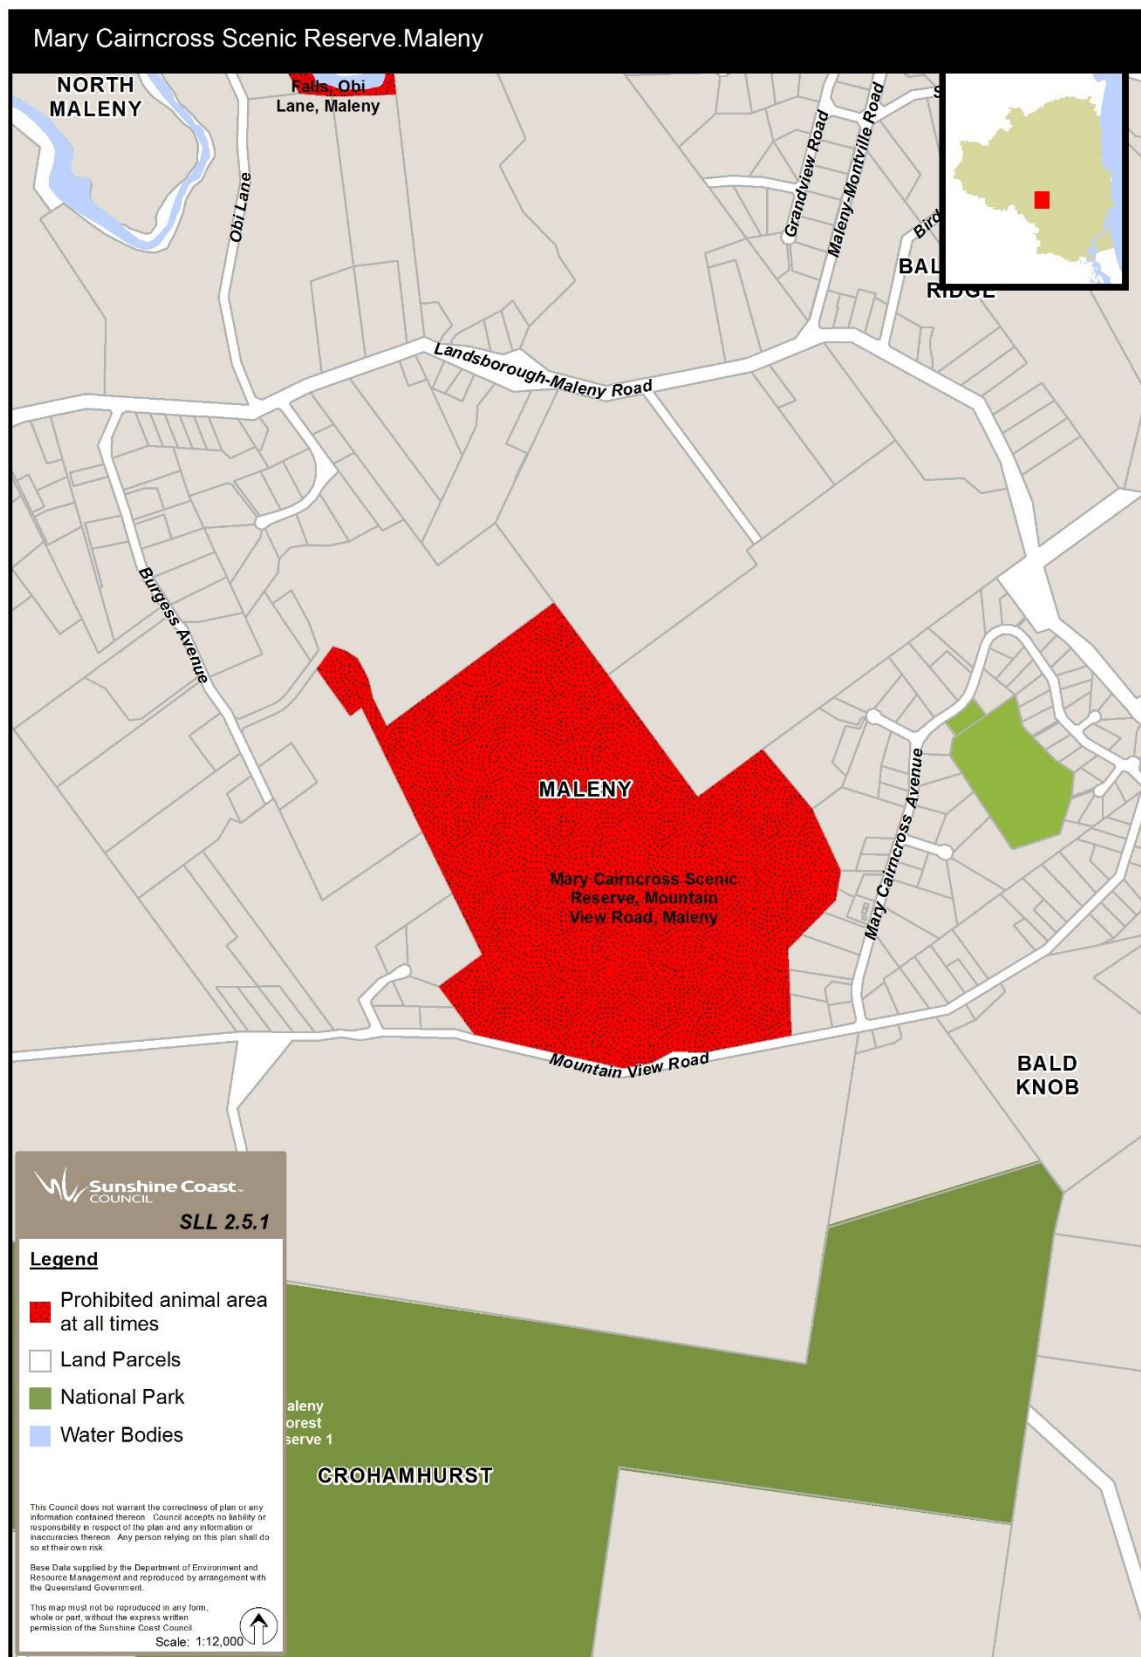 Mary Cairncross Scenic Reserve.Maleny
NORTH
MALENY
Falls, Obi
Lane, Maleny
Obi Lane
Grandview Road
Maleny-Montville Road
Bird
BAL
RIDGE
Landsborough-Maleny Road
Burgess Avenue
MALENY
Mary Cairncross Scenic
Reserve, Mountain
View Road, Maleny
Mary Cairncross Avenue
Mountain View Road
BALD
KNOB
Sunshine Coast
COUNCIL
SLL 2.5.1
Legend
Prohibited animal area
at all times
Land Parcels
National Park
Water Bodies
aleny
orest
serve 1
CROHAMHURST
This Council does not warrant the correctness of plan or any
information contained thereon. Council accepts no liability or
responsibility in respect of the plan and any information or
inaccuracies thereon. Any person relying on this plan shall do
so at their own risk.
Base Data supplied by the Department of Environment and
Resource Management and reproduced by arrangement with
the Queensland Government.
This map must not be reproduced in any form,
whole or part, without the express written
permission of the Sunshine Coast Council.
Scale: 1:12,000